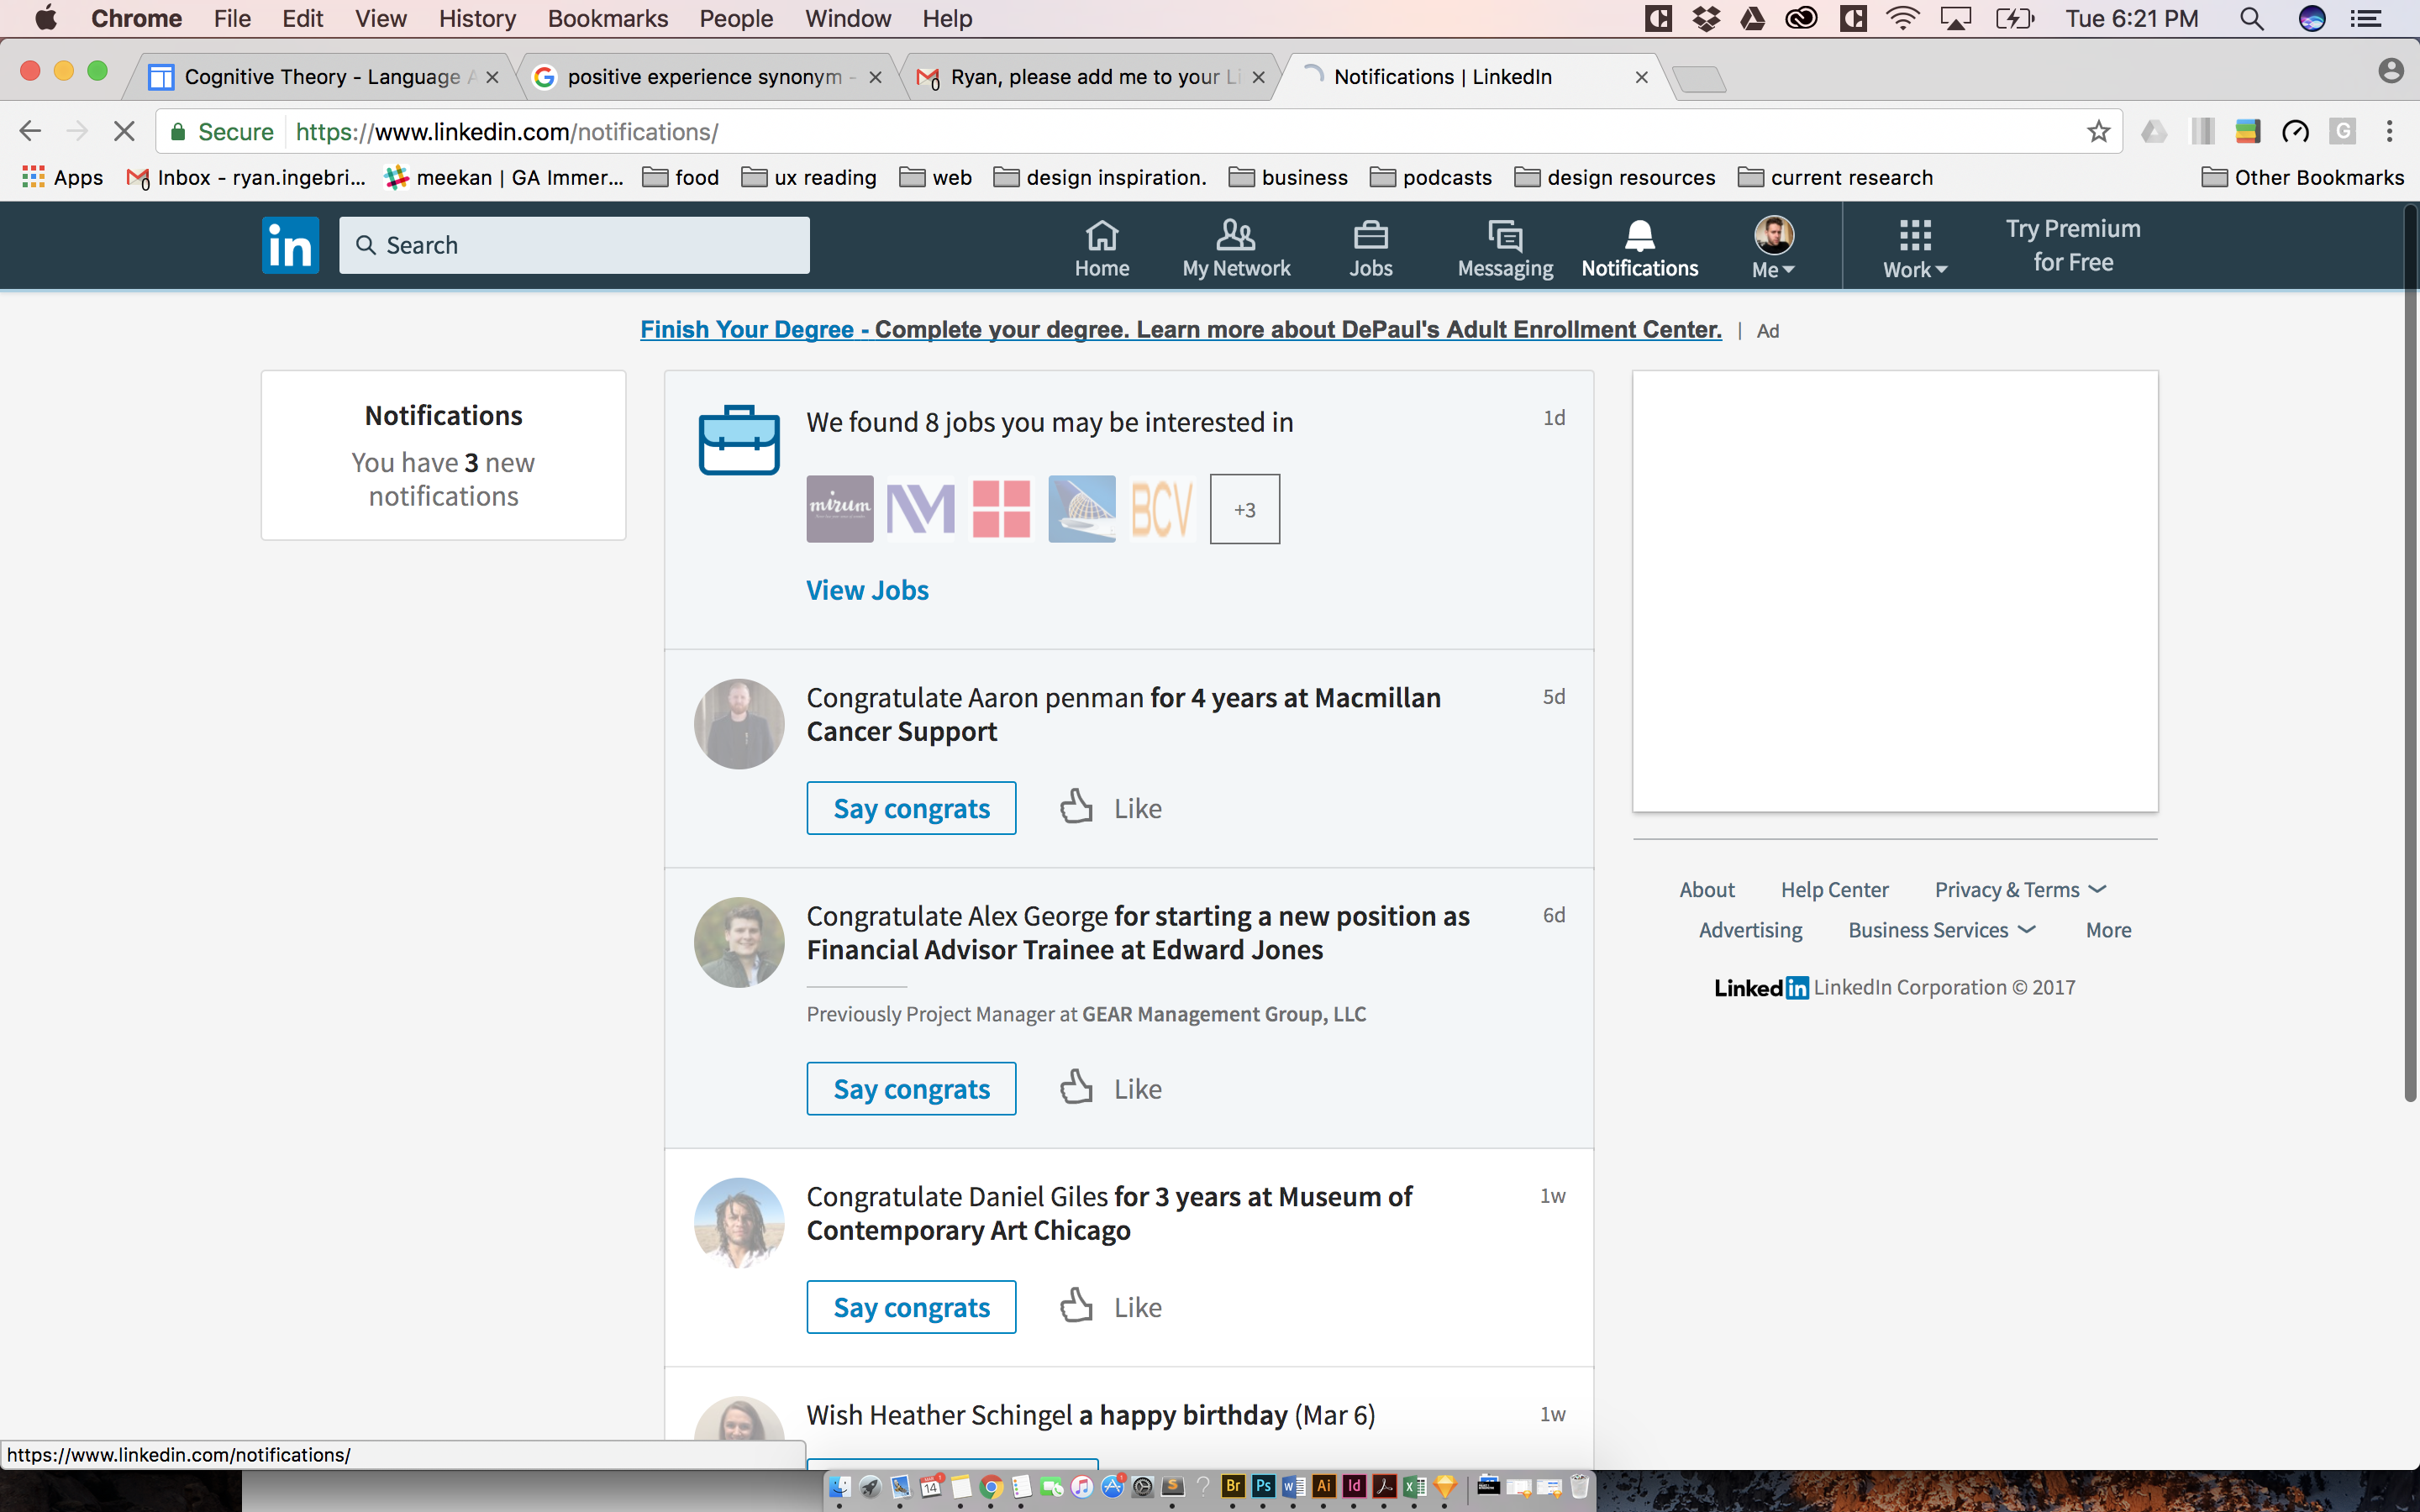 Chrome File Edit View History Bookmarks People Window Help Tue 6:21 PM
Cognitive Theory - Language A positive experience synonym - Ryan, please add me to your Li Notifications | LinkedIn
Secure https://www.linkedin.com/notifications/
Apps Inbox - ryan.ingebri... meekan | GA Immer... food ux reading web design inspiration. business podcasts design resources current research Other Bookmarks
in Search Home My Network Jobs Messaging Notifications Me Work Try Premium
for Free
Finish Your Degree - Complete your degree. Learn more about DePaul's Adult Enrollment Center. | Ad
Notifications
You have 3 new
notifications
We found 8 jobs you may be interested in 1d
mirum NM BCV +3
View Jobs
Congratulate Aaron penman for 4 years at Macmillan 5d
Cancer Support
Say congrats Like
Congratulate Alex George for starting a new position as 6d
Financial Advisor Trainee at Edward Jones
Previously Project Manager at GEAR Management Group, LLC
Say congrats Like
Congratulate Daniel Giles for 3 years at Museum of 1w
Contemporary Art Chicago
Say congrats Like
Wish Heather Schingel a happy birthday (Mar 6) 1w
About Help Center Privacy & Terms
Advertising Business Services More
Linked in LinkedIn Corporation © 2017
https://www.linkedin.com/notifications/
14 Br Ps W Ai Id X